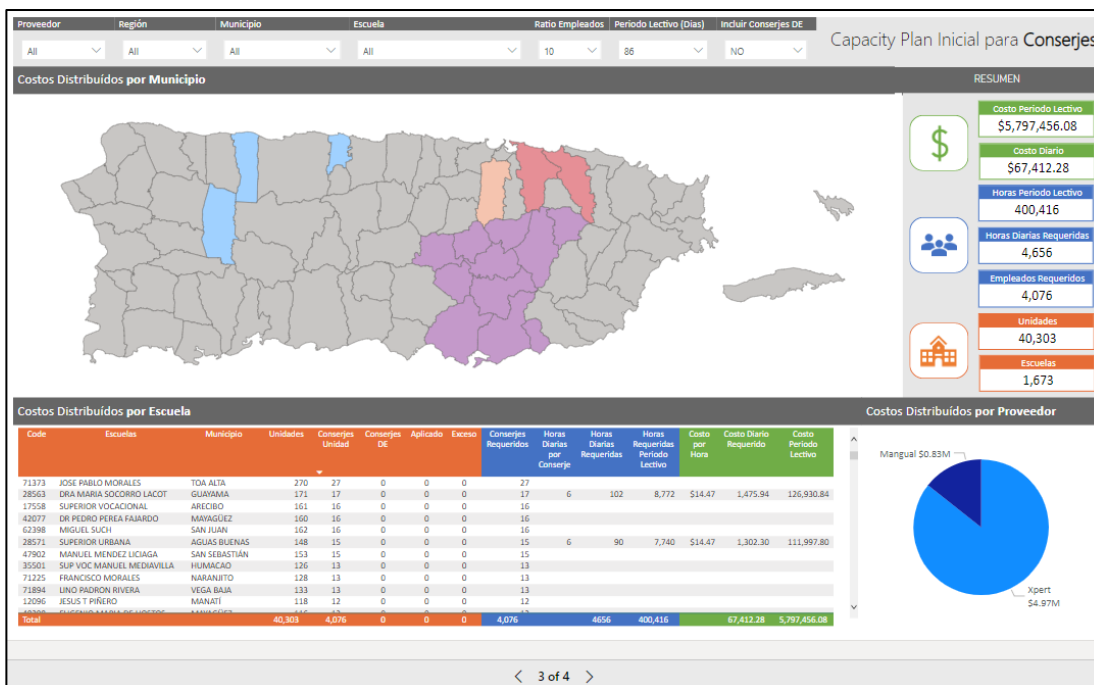 Proveedor Región Municipio Escuela Ratio Empleados Periodo Lectivo (Días) Incluir Conserjes DE
All All All All 10 86 NO
Capacity Plan Inicial para Conserjes
Costos Distribuídos por Municipio
RESUMEN
Costo Periodo Lectivo
$5,797,456.08
Costo Diario
$67,412.28
Horas Periodo Lectivo
400,416
Horas Diarias Requeridas
4,656
Empleados Requeridos
4,076
Unidades
40,303
Escuelas
1,673
Costos Distribuídos por Escuela
Code Escuelas Municipio Unidades Conserjes Unidad Conserjes DE Aplicado Exceso Conserjes Requeridos Horas Diarias por Conserje Horas Diarias Requeridas Horas Requeridas Periodo Lectivo Costo por Hora Costo Diario Requerido Costo Periodo Lectivo
71373 JOSE PABLO MORALES TOA ALTA 270 27 0 0 0 27
28563 DRA MARIA SOCORRO LACOT GUAYAMA 171 17 0 0 0 17 6 102 8,772 $14.47 1,475.94 126,930.84
17558 SUPERIOR VOCACIONAL ARECIBO 161 16 0 0 0 16
42077 DR PEDRO PEREA FAJARDO MAYAGÜEZ 160 16 0 0 0 16
62398 MIGUEL SUCH SAN JUAN 162 16 0 0 0 16
28571 SUPERIOR URBANA AGUAS BUENAS 148 15 0 0 0 15 6 90 7,740 $14.47 1,302.30 111,997.80
47902 MANUEL MENDEZ LICIAGA SAN SEBASTIÁN 153 15 0 0 0 15
35501 SUP VOC MANUEL MEDIAVILLA HUMACAO 126 13 0 0 0 13
71225 FRANCISCO MORALES NARANJITO 128 13 0 0 0 13
71894 LINO PADRON RIVERA VEGA BAJA 133 13 0 0 0 13
12096 JESUS T PIÑERO MANATÍ 118 12 0 0 0 12
Total 40,303 4,076 0 0 0 4,076 4656 400,416 67,412.28 5,797,456.08
Costos Distribuídos por Proveedor
Mangual $0.83M
Xpert
$4.97M
3 of 4